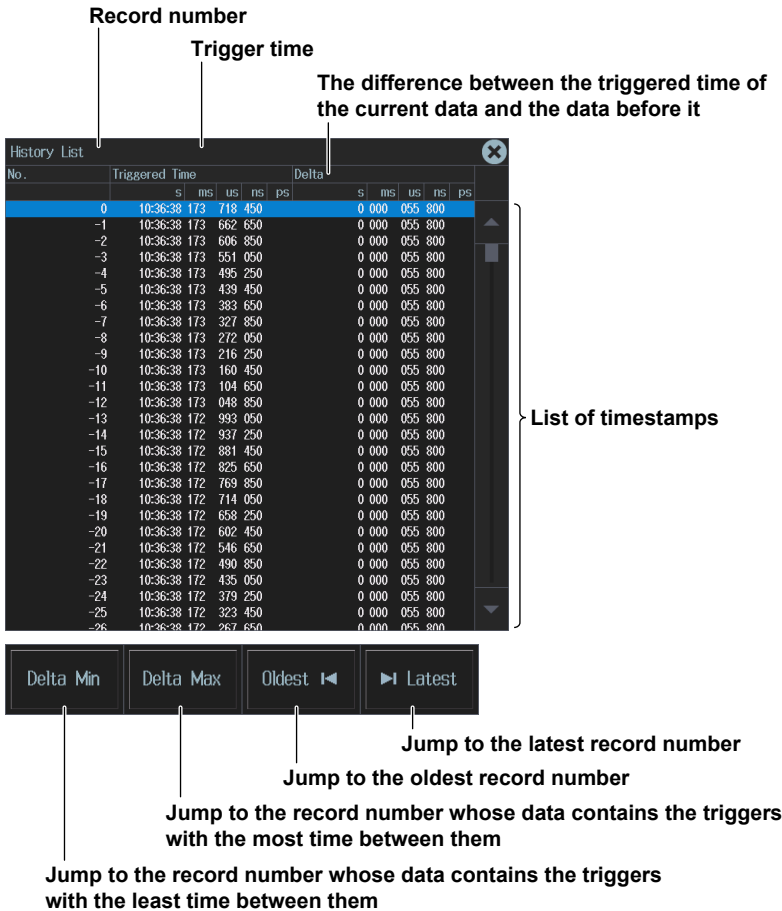 Record number
Trigger time
The difference between the triggered time of
the current data and the data before it
History List
No. Triggered Time Delta
s ms us ns ps s ms us ns ps
0 10:36:38 173 718 450 0 000 055 800
-1 10:36:38 173 662 650 0 000 055 800
-2 10:36:38 173 606 850 0 000 055 800
-3 10:36:38 173 551 050 0 000 055 800
-4 10:36:38 173 495 250 0 000 055 800
-5 10:36:38 173 439 450 0 000 055 800
-6 10:36:38 173 383 650 0 000 055 800
-7 10:36:38 173 327 850 0 000 055 800
-8 10:36:38 173 272 050 0 000 055 800
-9 10:36:38 173 216 250 0 000 055 800
-10 10:36:38 173 160 450 0 000 055 800
-11 10:36:38 173 104 650 0 000 055 800
-12 10:36:38 173 048 850 0 000 055 800
-13 10:36:38 172 993 050 0 000 055 800
-14 10:36:38 172 937 250 0 000 055 800
-15 10:36:38 172 881 450 0 000 055 800
-16 10:36:38 172 825 650 0 000 055 800
-17 10:36:38 172 769 850 0 000 055 800
-18 10:36:38 172 714 050 0 000 055 800
-19 10:36:38 172 658 250 0 000 055 800
-20 10:36:38 172 602 450 0 000 055 800
-21 10:36:38 172 546 650 0 000 055 800
-22 10:36:38 172 490 850 0 000 055 800
-23 10:36:38 172 435 050 0 000 055 800
-24 10:36:38 172 379 250 0 000 055 800
-25 10:36:38 172 323 450 0 000 055 800
-26 10:36:38 172 267 650 0 000 055 800
List of timestamps
Delta Min Delta Max Oldest Latest
Jump to the latest record number
Jump to the oldest record number
Jump to the record number whose data contains the triggers
with the most time between them
Jump to the record number whose data contains the triggers
with the least time between them